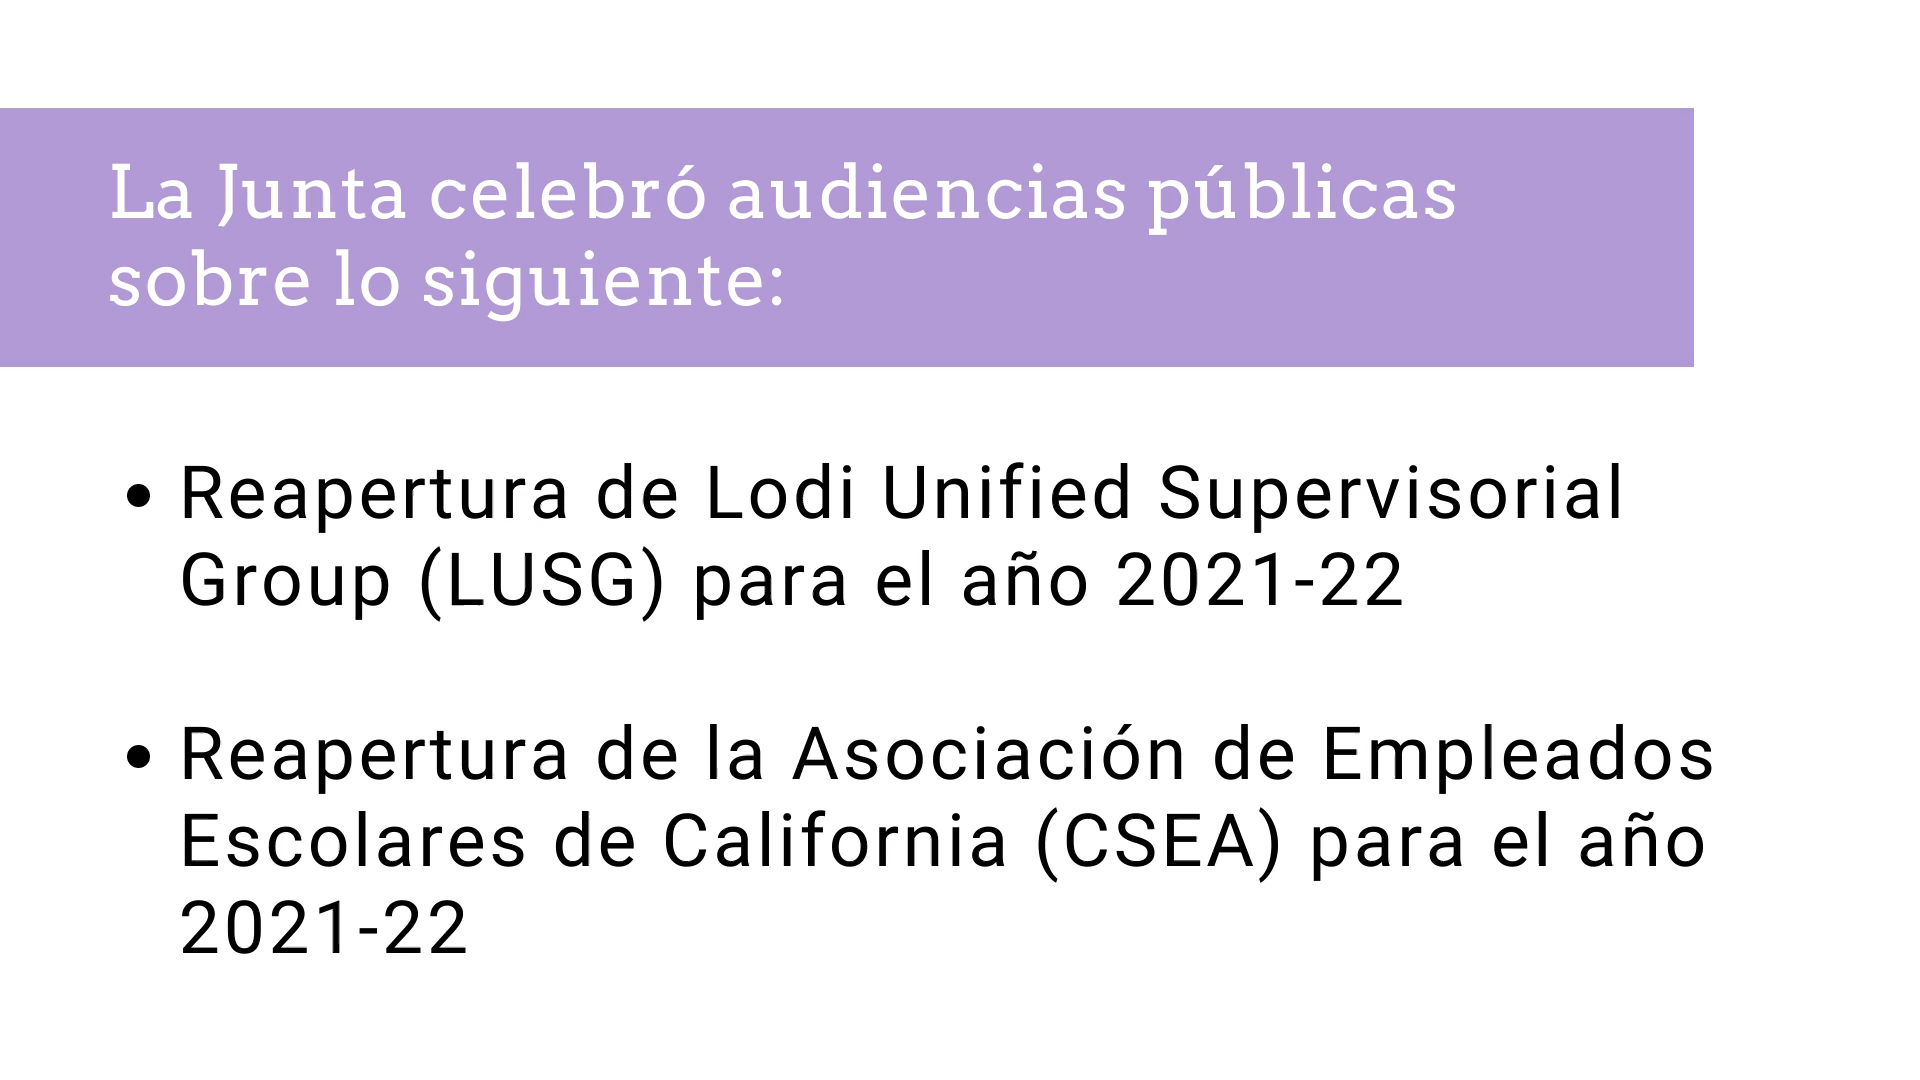 La Junta celebró audiencias públicas
sobre lo siguiente:
• Reapertura de Lodi Unified Supervisorial
Group (LUSG) para el año 2021-22
• Reapertura de la Asociación de Empleados
Escolares de California (CSEA) para el año
2021-22